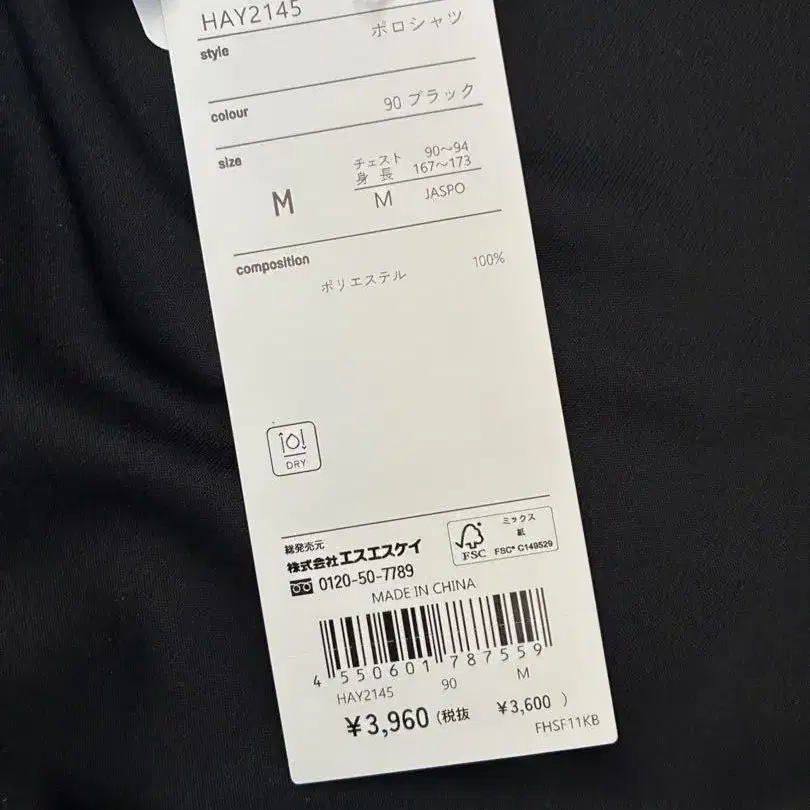 HAY2145
style ポロシャツ
colour 90 ブラック
size
M
チェスト 90〜94
身 長 167〜173
M JASPO
composition
ポリエステル 100%
DRY
総発売元
株式会社エスエスケイ
0120-50-7789
FSC
ミックス
紙
FSC® C149529
MADE IN CHINA
4 550601 787559
HAY2145 90 M
¥3,960 (税抜 ¥3,600 )
FHSF11KB